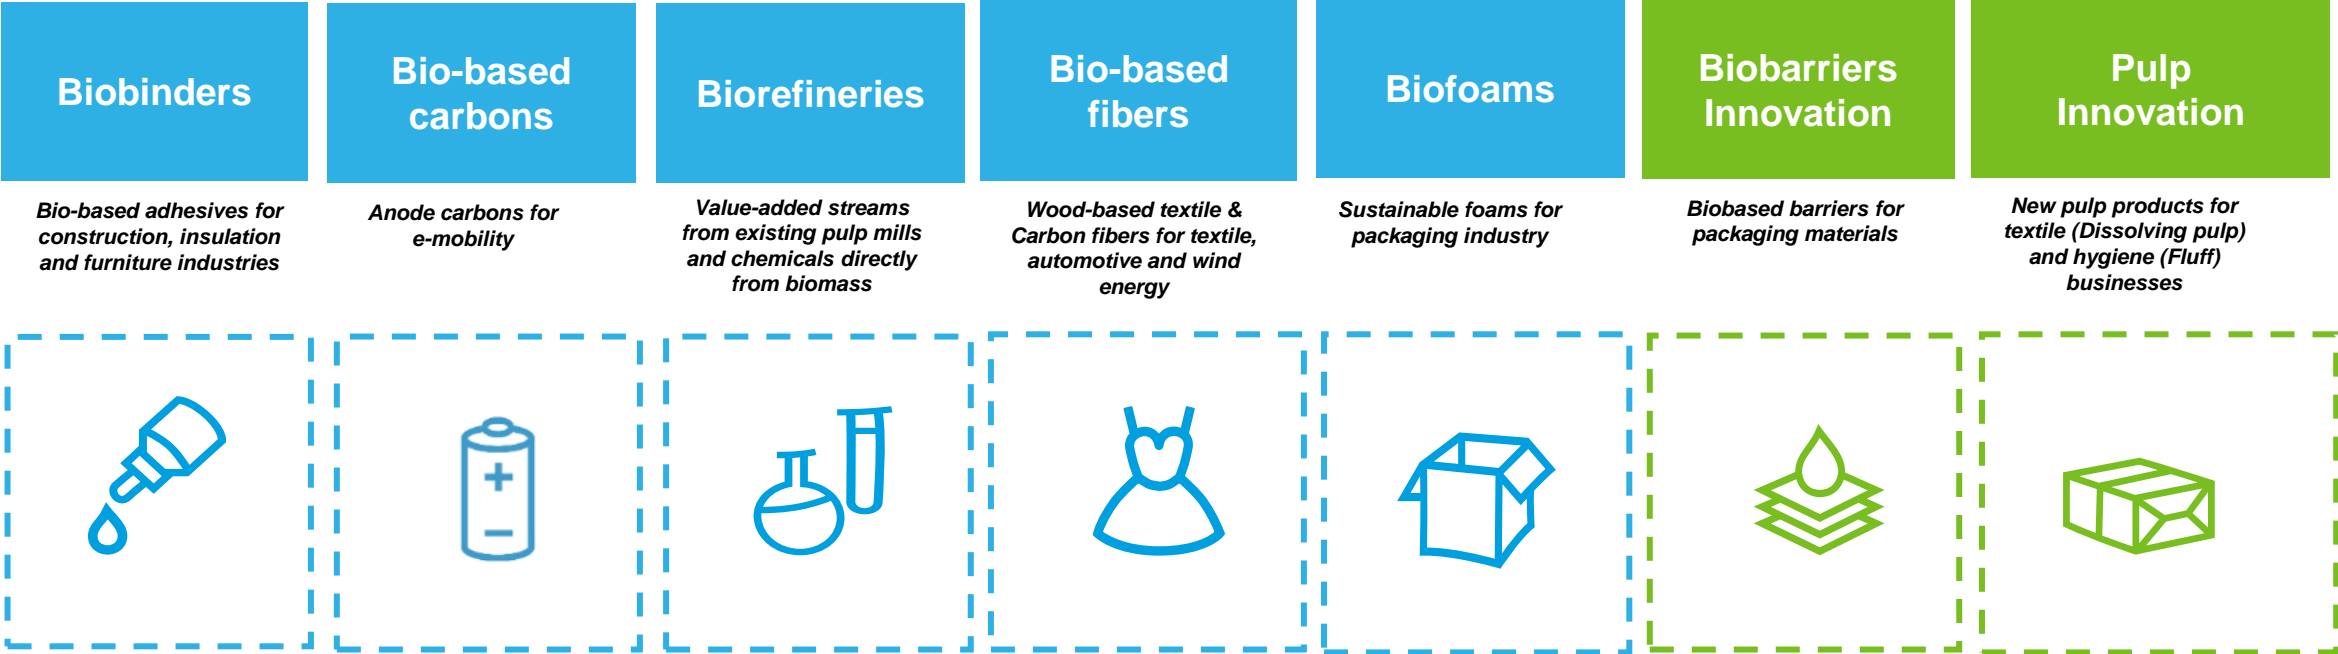 Biobinders
Bio-based adhesives for
construction, insulation
and furniture industries
Bio-based
carbons
Anode carbons for
e-mobility
Biorefineries
Value-added streams
from existing pulp mills
and chemicals directly
from biomass
Bio-based
fibers
Wood-based textile &
Carbon fibers for textile,
automotive and wind
energy
Biofoams
Sustainable foams for
packaging industry
Biobarriers
Innovation
Biobased barriers for
packaging materials
Pulp
Innovation
New pulp products for
textile (Dissolving pulp)
and hygiene (Fluff)
businesses